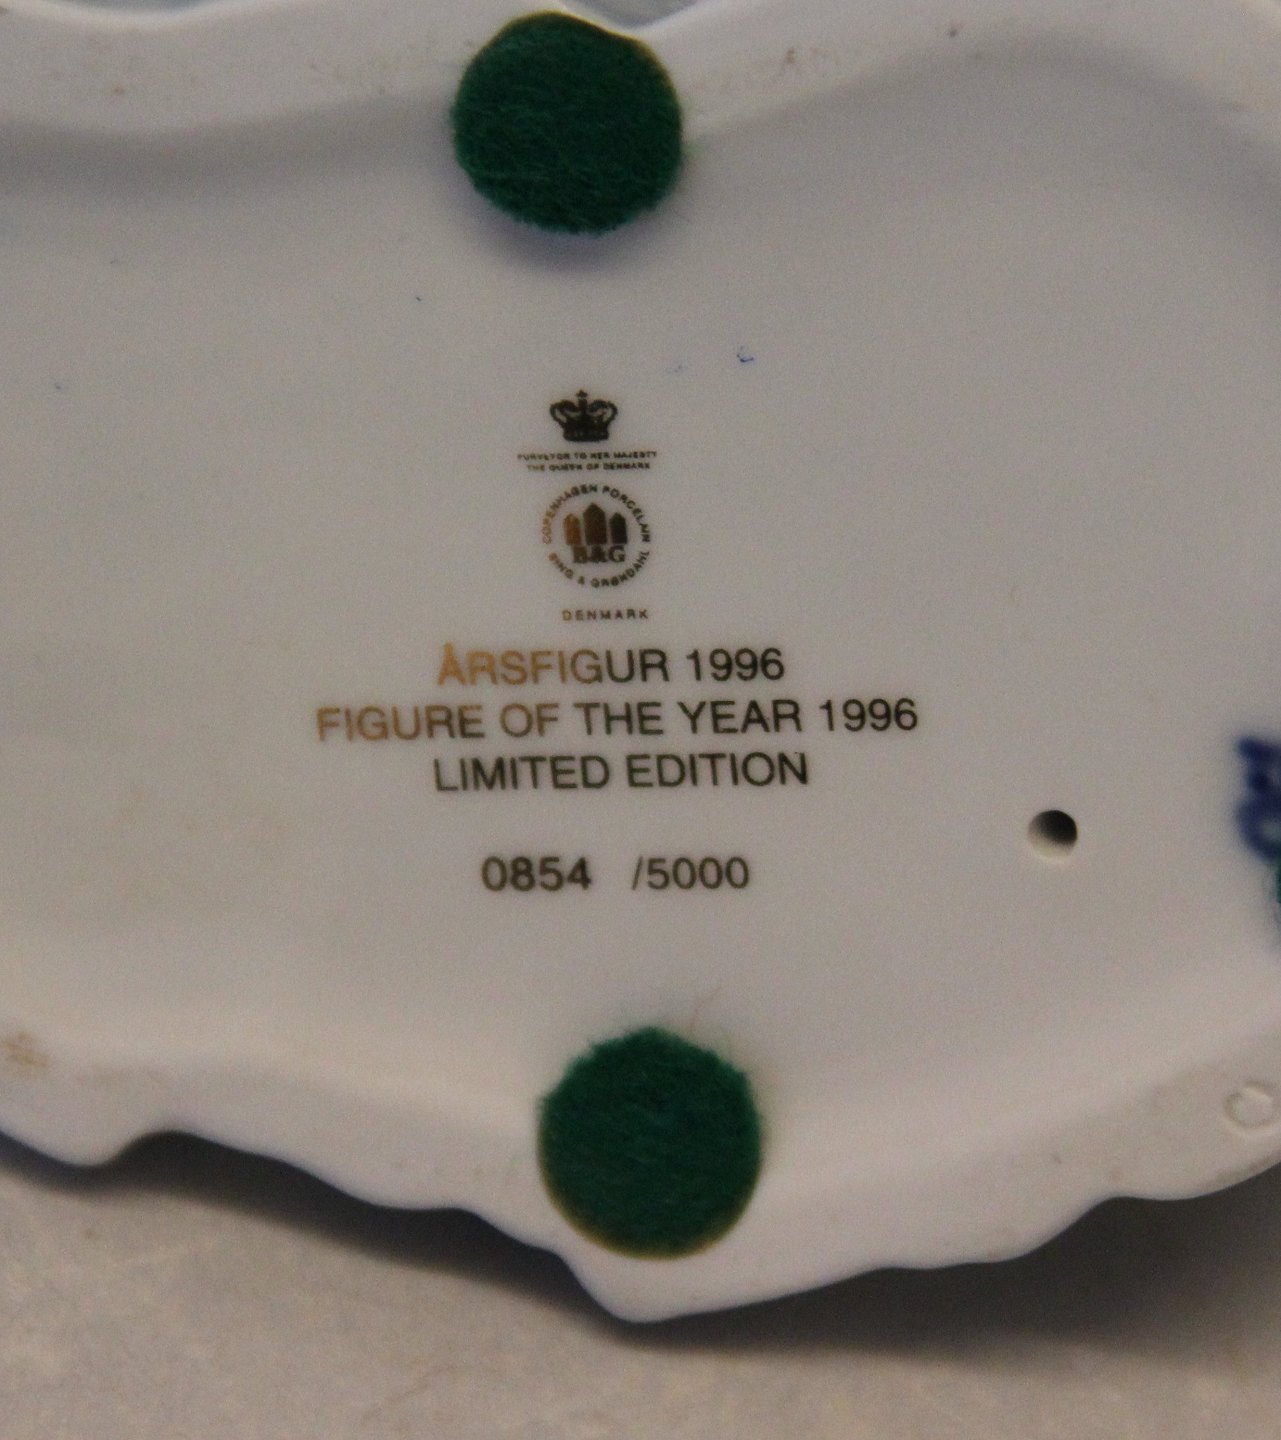 PURVEYOR TO HER MAJESTY
THE QUEEN OF DENMARK
COPENHAGEN PORCELAIN
B&G
BING & GRØNDAHL
DENMARK
ÅRSFIGUR 1996
FIGURE OF THE YEAR 1996
LIMITED EDITION
0854 /5000